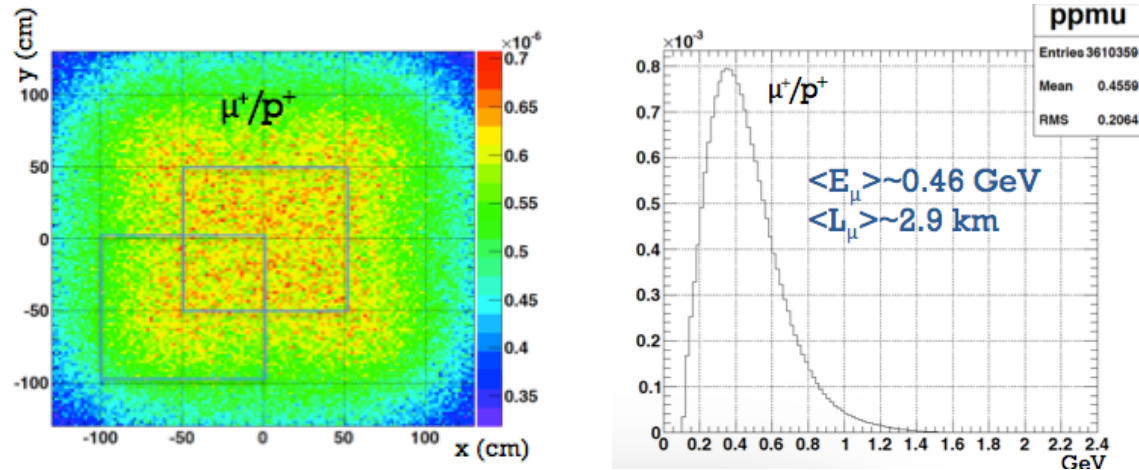 y (cm)
×10⁻⁶
100
50
0
-50
-100
-100
-50
0
50
100
x (cm)
μ⁺/p⁺
0.7
0.65
0.6
0.55
0.5
0.45
0.4
0.35
ppmu
Entries 3610359
Mean 0.4559
RMS 0.2064
×10⁻³
0.8
0.7
0.6
0.5
0.4
0.3
0.2
0.1
0
μ⁺/p⁺
<Eμ>~0.46 GeV
<Lμ>~2.9 km
0 0.2 0.4 0.6 0.8 1 1.2 1.4 1.6 1.8 2 2.2 2.4
GeV